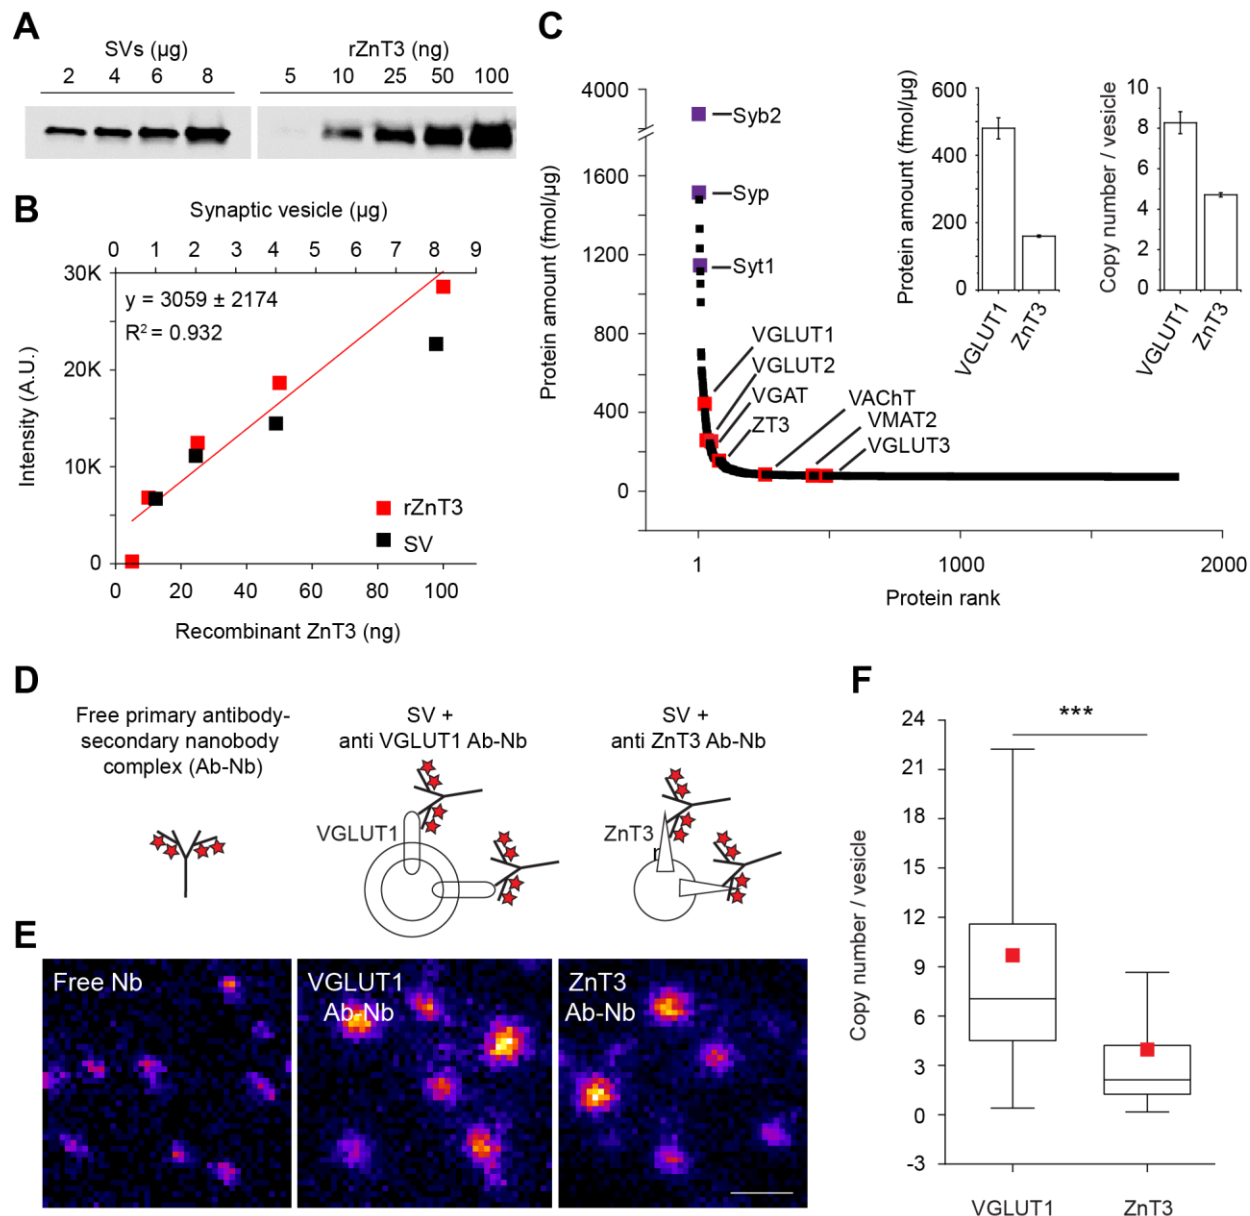 A
SVs (µg)
rZnT3 (ng)
2 4 6 8
5 10 25 50 100
B
Synaptic vesicle (µg)
0 1 2 3 4 5 6 7 8 9
30K
20K
10K
0
Intensity (A.U.)
y = 3059 ± 2174
R² = 0.932
rZnT3
SV
0 20 40 60 80 100
Recombinant ZnT3 (ng)
C
Protein amount (fmol/µg)
4000
1600
1200
800
400
0
Syb2
Syp
Syt1
VGLUT1
VGLUT2
VGAT
ZT3
VAChT
VMAT2
VGLUT3
1 1000 2000
Protein rank
Protein amount (fmol/µg)
600
400
200
0
VGLUT1
ZnT3
Copy number / vesicle
10
8
6
4
2
0
VGLUT1
ZnT3
D
Free primary antibody-
secondary nanobody
complex (Ab-Nb)
SV +
anti VGLUT1 Ab-Nb
VGLUT1
SV +
anti ZnT3 Ab-Nb
ZnT3
r
E
Free Nb
VGLUT1
Ab-Nb
ZnT3
Ab-Nb
F
Copy number / vesicle
24
21
18
15
12
9
6
3
0
-3
***
VGLUT1
ZnT3